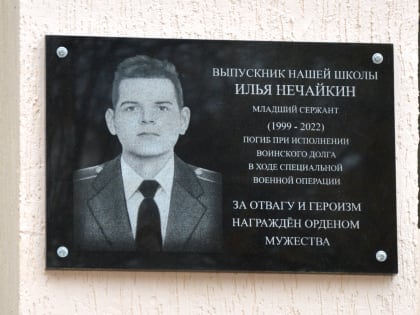 ВЫПУСКНИК НАШЕЙ ШКОЛЫ
ИЛЬЯ НЕЧАЙКИН
МЛАДШИЙ СЕРЖАНТ
(1999 - 2022)
ПОГИБ ПРИ ИСПОЛНЕНИИ
ВОИНСКОГО ДОЛГА
В ХОДЕ СПЕЦИАЛЬНОЙ
ВОЕННОЙ ОПЕРАЦИИ
ЗА ОТВАГУ И ГЕРОИЗМ
НАГРАЖДЁН ОРДЕНОМ
МУЖЕСТВА